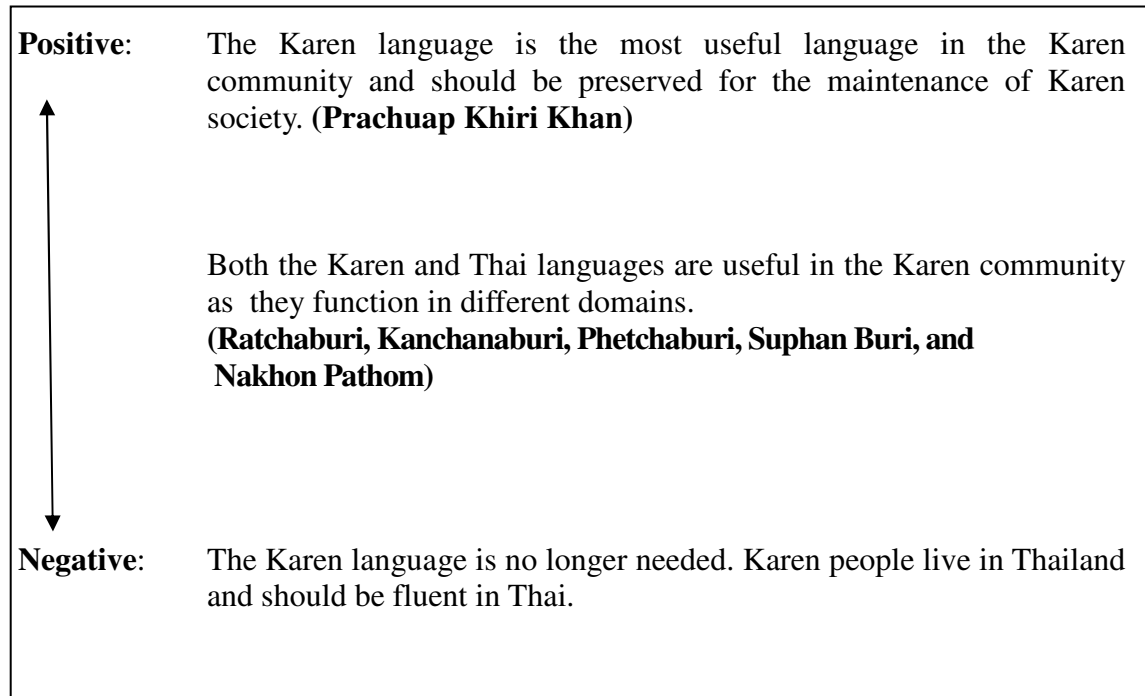 Positive: The Karen language is the most useful language in the Karen
community and should be preserved for the maintenance of Karen
society. (Prachuap Khiri Khan)
Both the Karen and Thai languages are useful in the Karen community
as they function in different domains.
(Ratchaburi, Kanchanaburi, Phetchaburi, Suphan Buri, and
Nakhon Pathom)
Negative: The Karen language is no longer needed. Karen people live in Thailand
and should be fluent in Thai.